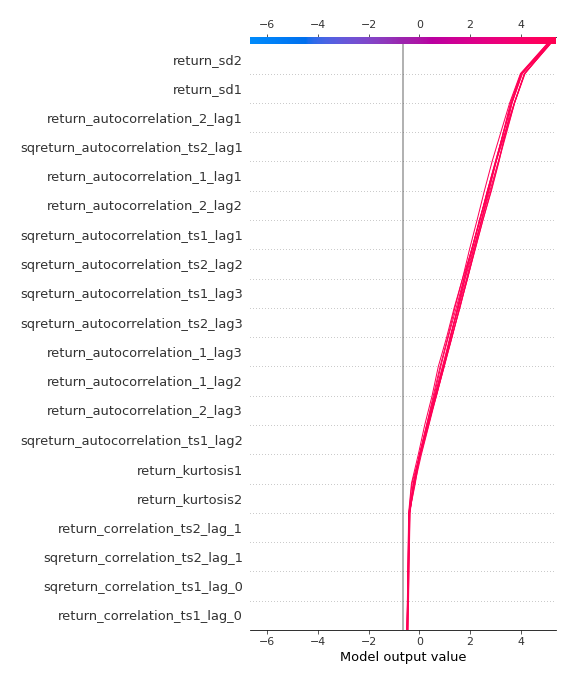 −6 −4 −2 0 2 4
return_sd2
return_sd1
return_autocorrelation_2_lag1
sqreturn_autocorrelation_ts2_lag1
return_autocorrelation_1_lag1
return_autocorrelation_2_lag2
sqreturn_autocorrelation_ts1_lag1
sqreturn_autocorrelation_ts2_lag2
sqreturn_autocorrelation_ts1_lag3
sqreturn_autocorrelation_ts2_lag3
return_autocorrelation_1_lag3
return_autocorrelation_1_lag2
return_autocorrelation_2_lag3
sqreturn_autocorrelation_ts1_lag2
return_kurtosis1
return_kurtosis2
return_correlation_ts2_lag_1
sqreturn_correlation_ts2_lag_1
sqreturn_correlation_ts1_lag_0
return_correlation_ts1_lag_0
−6 −4 −2 0 2 4
Model output value